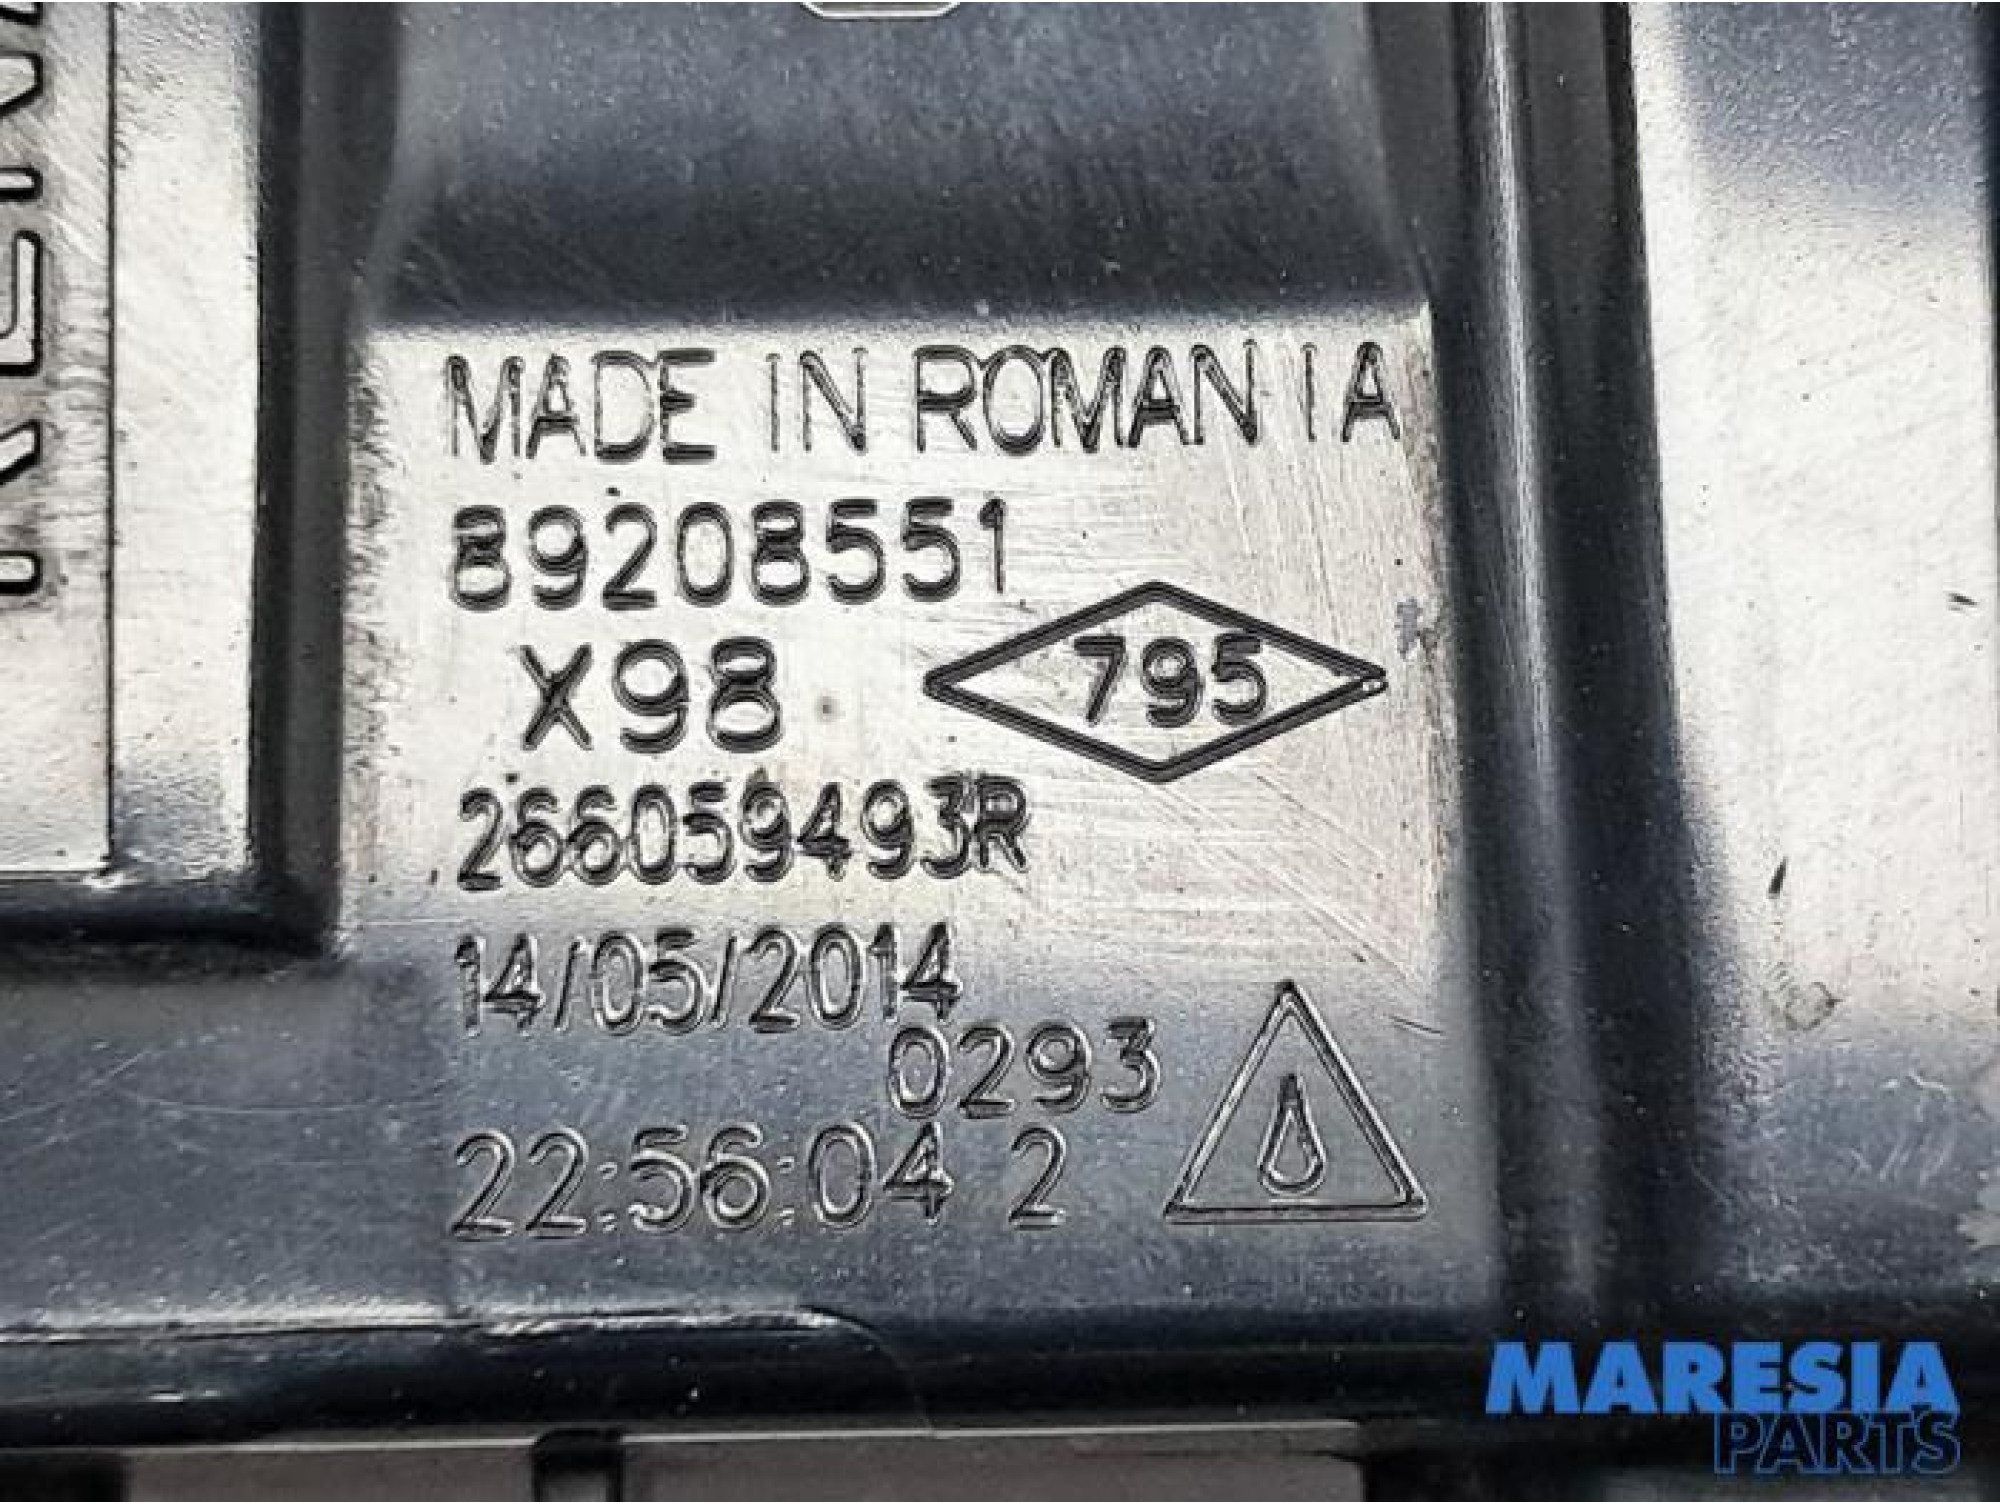 MADE IN ROMANIA
89208551
X98
795
266059493R
14/05/2014
0293
22:56:04 2
MARESIA
PARTS